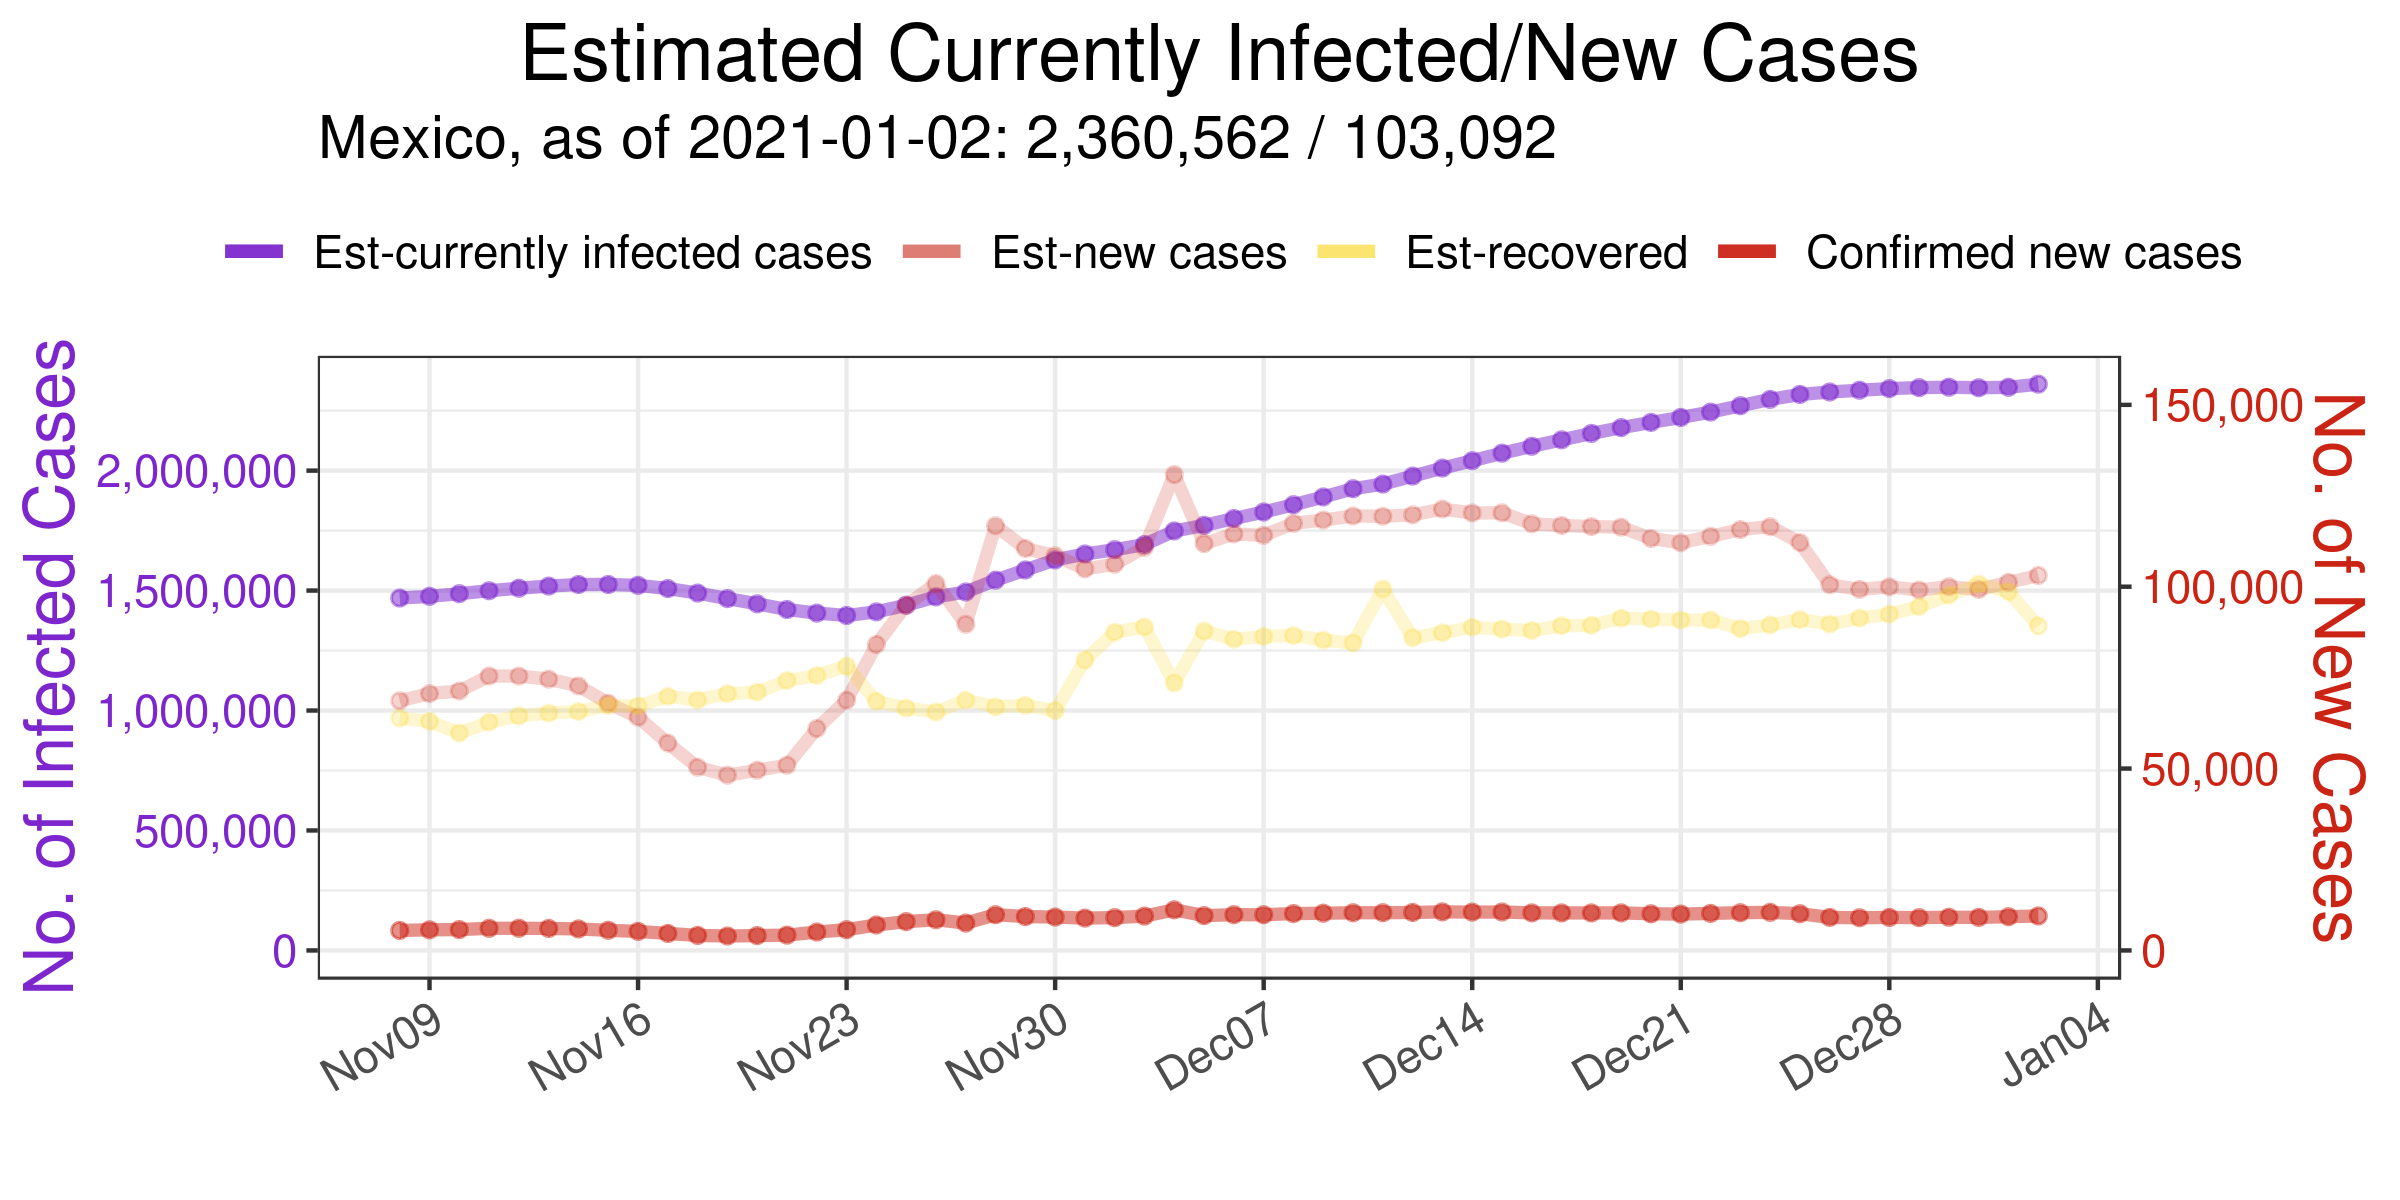 Estimated Currently Infected/New Cases
Mexico, as of 2021-01-02: 2,360,562 / 103,092
Est-currently infected cases Est-new cases Est-recovered Confirmed new cases
No. of Infected Cases
2,000,000
1,500,000
1,000,000
500,000
0
150,000
100,000
50,000
0
No. of New Cases
Nov09 Nov16 Nov23 Nov30 Dec07 Dec14 Dec21 Dec28 Jan04